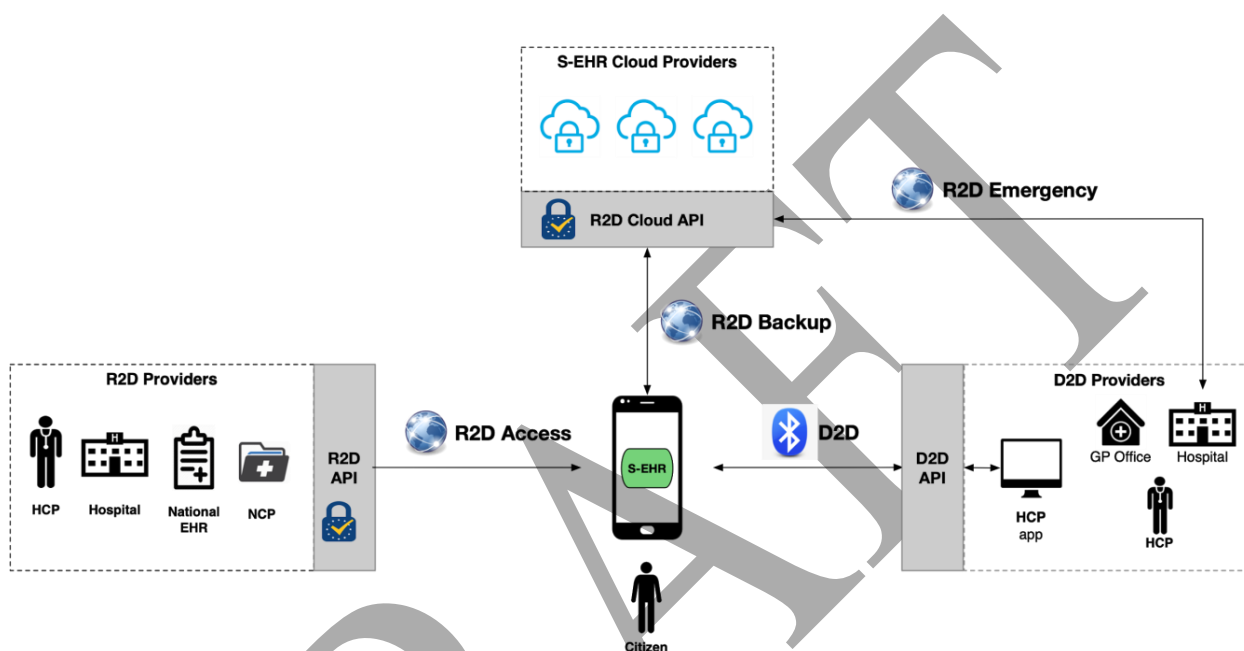 S-EHR Cloud Providers
R2D Cloud API
R2D Emergency
R2D Backup
R2D Providers
HCP
H
Hospital
National
EHR
NCP
R2D
API
R2D Access
S-EHR
Citizen
D2D
D2D Providers
D2D
API
HCP
app
GP Office
H
Hospital
HCP
DRAFT